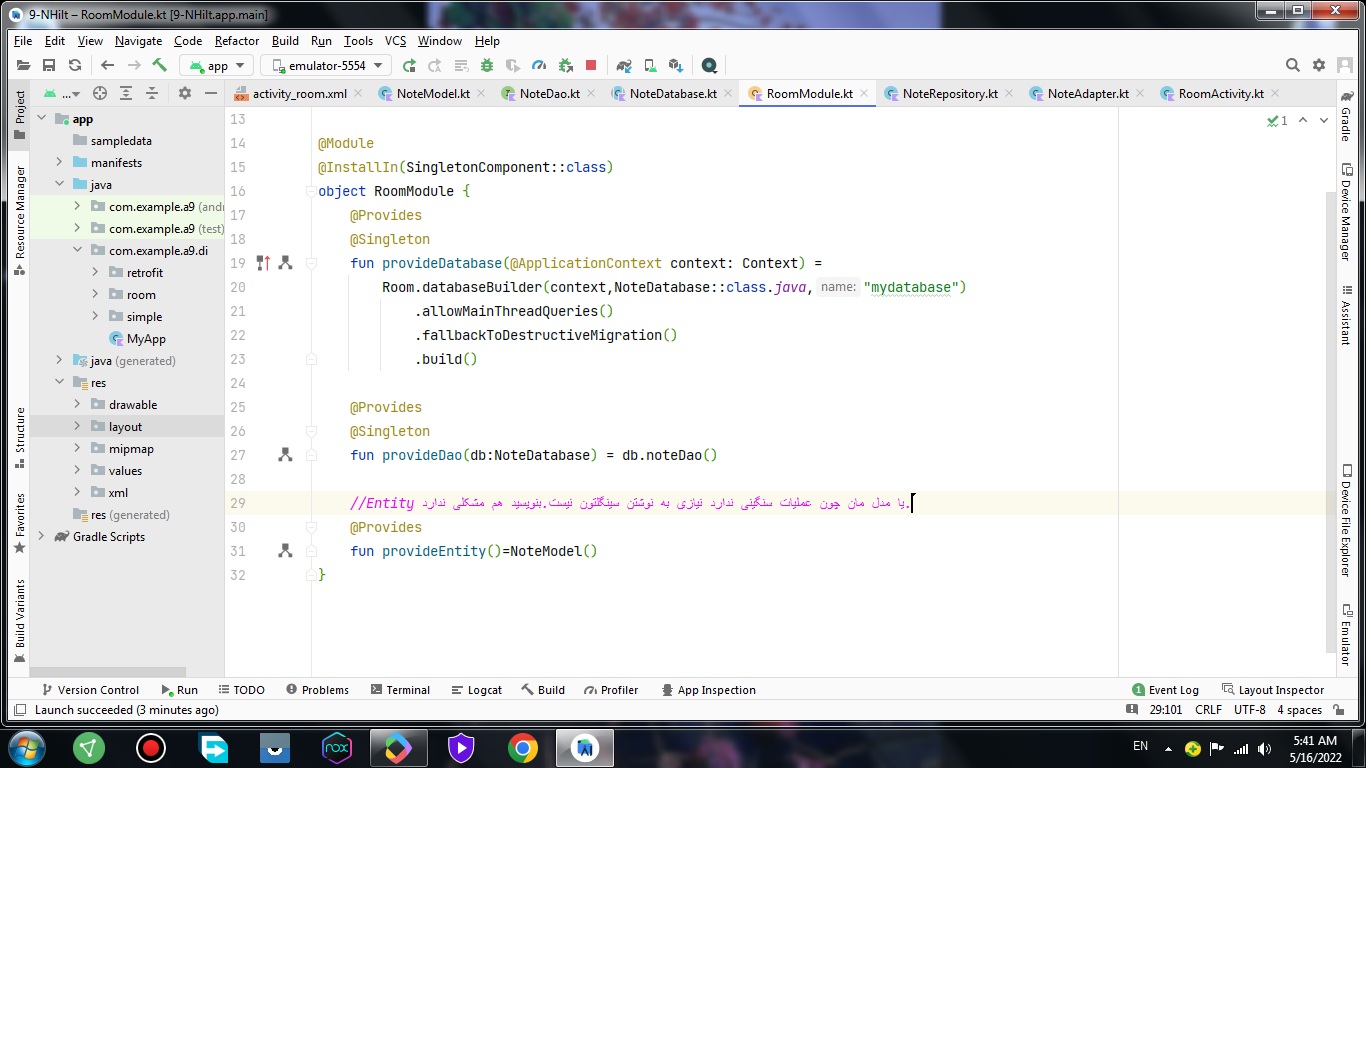 9-NHilt – RoomModule.kt [9-NHilt.app.main]
File Edit View Navigate Code Refactor Build Run Tools VCS Window Help
app emulator-5554
... activity_room.xml NoteModel.kt NoteDao.kt NoteDatabase.kt RoomModule.kt NoteRepository.kt NoteAdapter.kt RoomActivity.kt
Project
Resource Manager
Structure
Favorites
Build Variants
app
sampledata
manifests
java
com.example.a9 (andr
com.example.a9 (test)
com.example.a9.di
retrofit
room
simple
MyApp
java (generated)
res
drawable
layout
mipmap
values
xml
res (generated)
Gradle Scripts
1
13
14 @Module
15 @InstallIn(SingletonComponent::class)
16 object RoomModule {
17 @Provides
18 @Singleton
19 fun provideDatabase(@ApplicationContext context: Context) =
20 Room.databaseBuilder(context,NoteDatabase::class.java, name: "mydatabase")
21 .allowMainThreadQueries()
22 .fallbackToDestructiveMigration()
23 .build()
24
25 @Provides
26 @Singleton
27 fun provideDao(db:NoteDatabase) = db.noteDao()
28
29 //Entity یا مدل مان چون عملیات سنگینی ندارد نیازی به نوشتن سینگلتون نیست.بنویسید هم مشکلی ندارد.
30 @Provides
31 fun provideEntity()=NoteModel()
32 }
Gradle
Device Manager
Assistant
Device File Explorer
Emulator
Version Control Run TODO Problems Terminal Logcat Build Profiler App Inspection 1 Event Log Layout Inspector
Launch succeeded (3 minutes ago) 29:101 CRLF UTF-8 4 spaces
nox
AI
EN
5:41 AM
5/16/2022